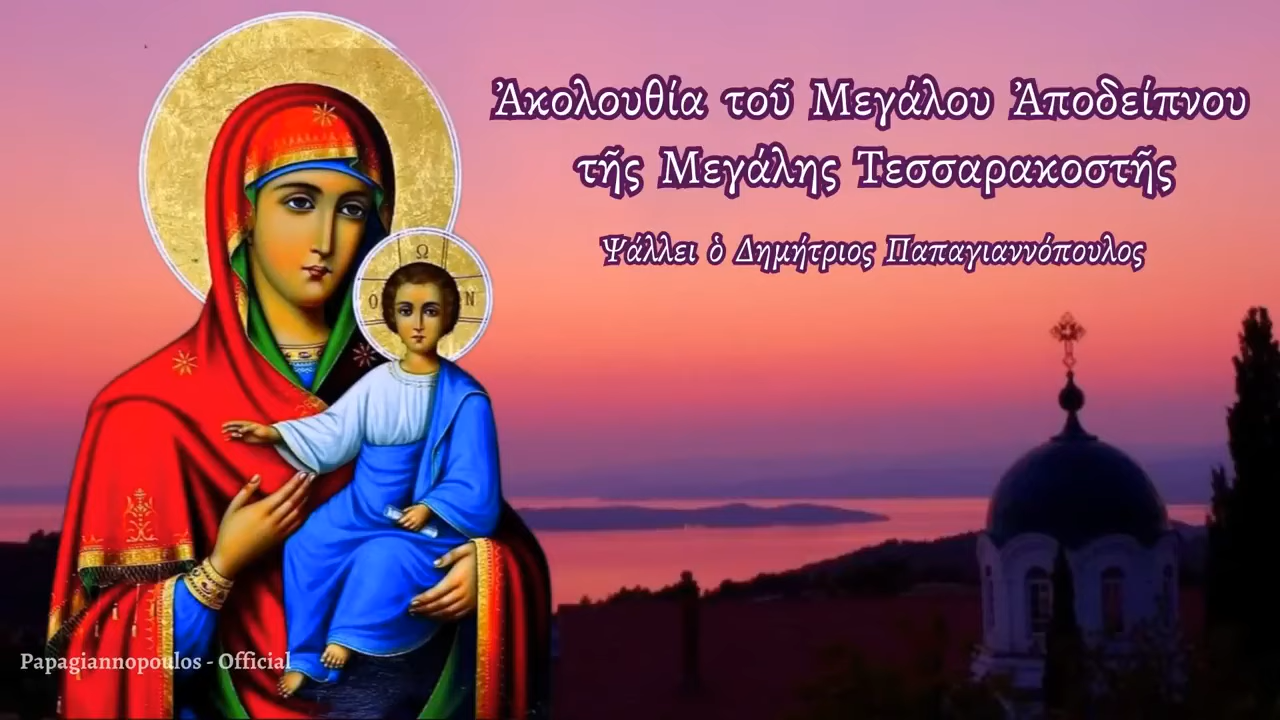 Ἀκολουθία τοῦ Μεγάλου Ἀποδείπνου
τῆς Μεγάλης Τεσσαρακοστῆς
Ψάλλει ὁ Δημήτριος Παπαγιαννόπουλος
Ο Ω Ν
Papagiannopoulos - Official